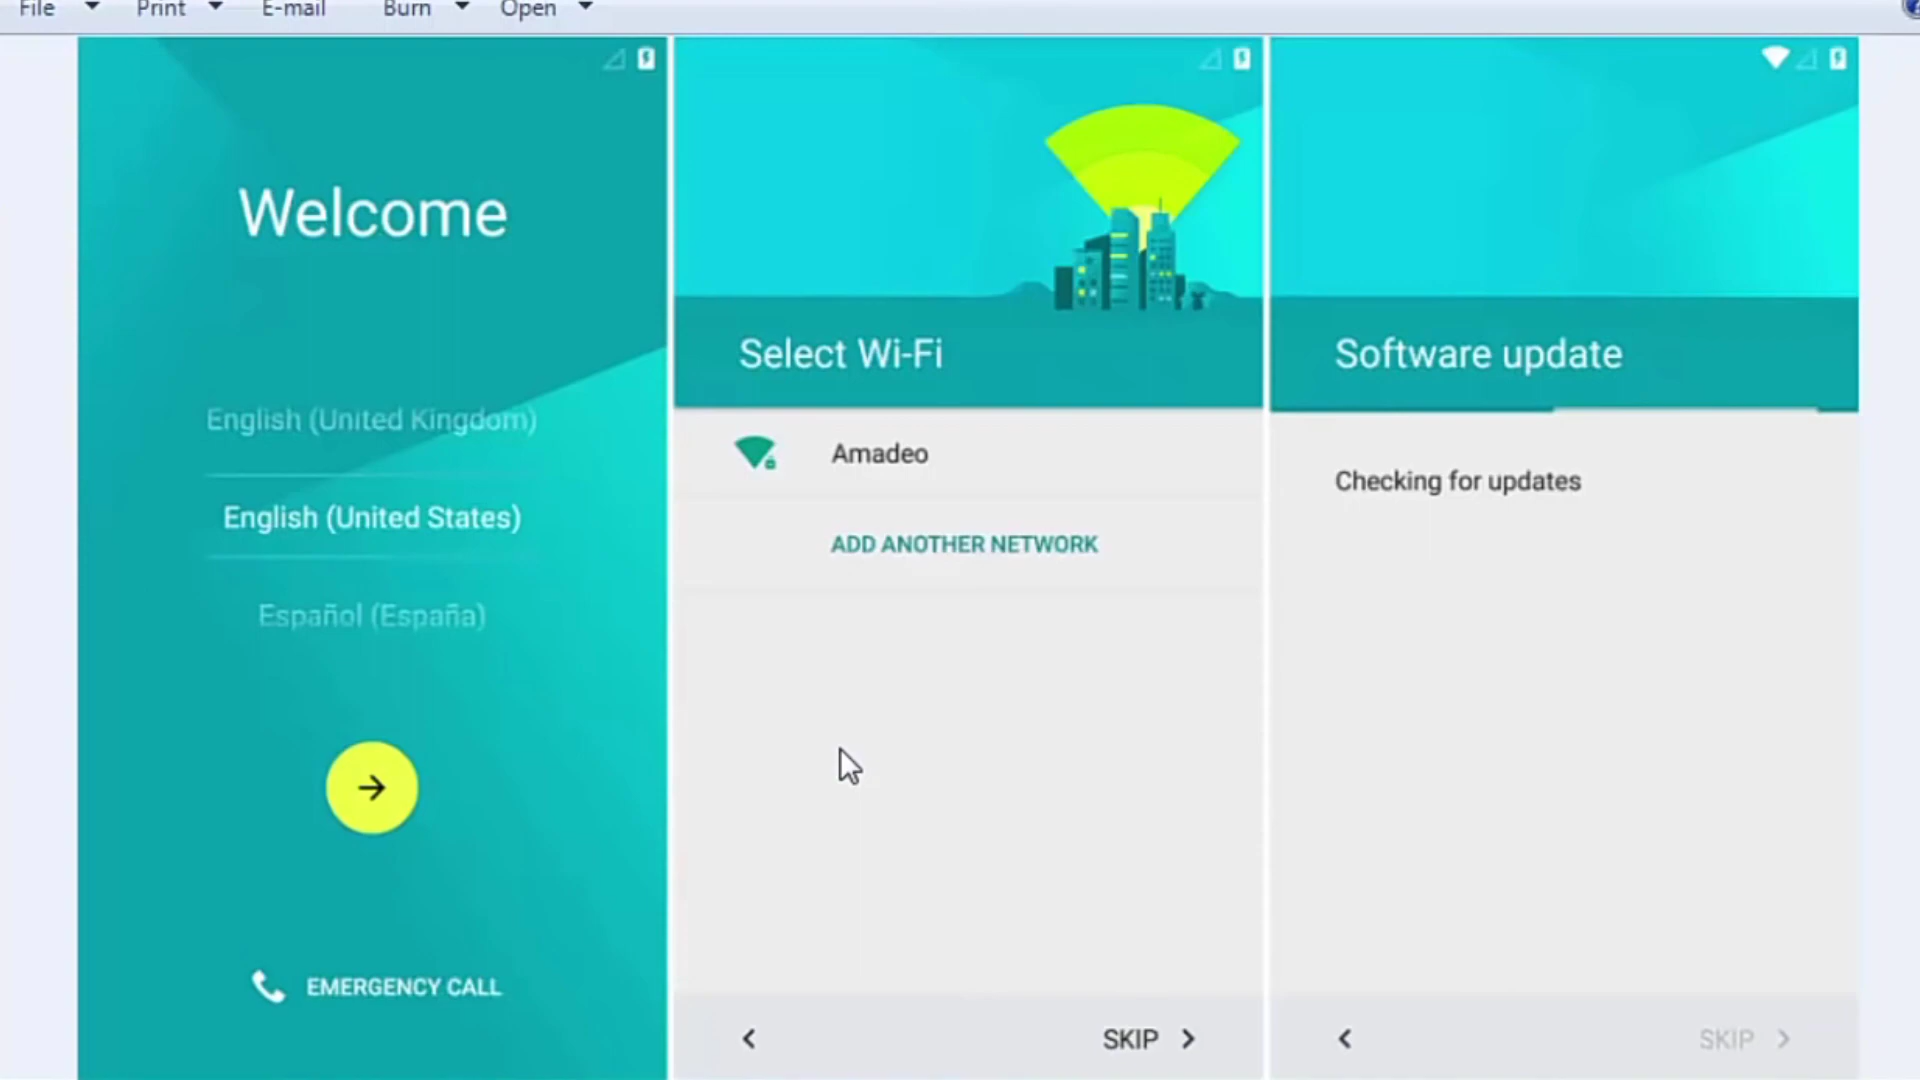 File Print E-mail Burn Open
Welcome
English (United Kingdom)
English (United States)
Español (España)
EMERGENCY CALL
Select Wi-Fi
Amadeo
ADD ANOTHER NETWORK
SKIP
Software update
Checking for updates
SKIP